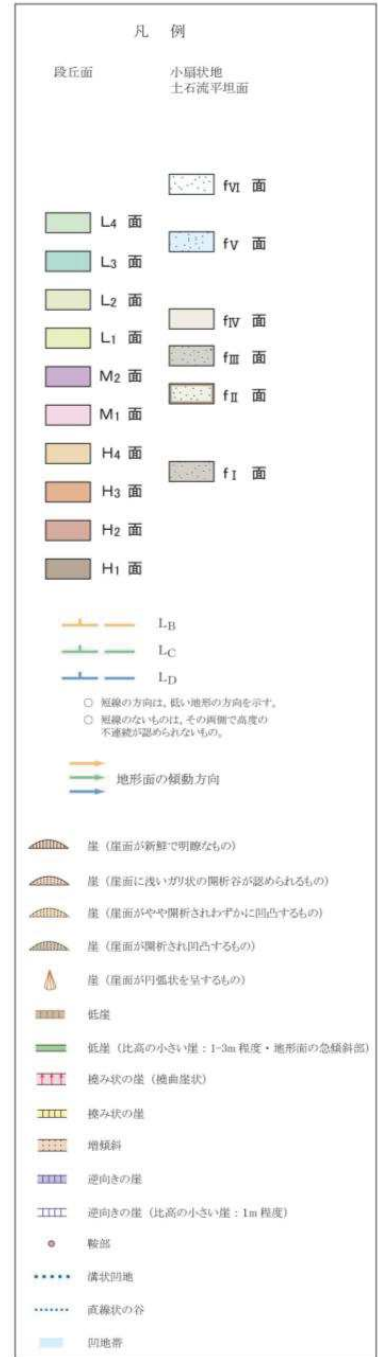 凡 例
段丘面
小扇状地
土石流平坦面
fⅥ 面
L4 面
fⅤ 面
L3 面
L2 面
fⅣ 面
L1 面
fⅢ 面
M2 面
fⅡ 面
M1 面
H4 面
fⅠ 面
H3 面
H2 面
H1 面
LB
LC
LD
○ 短線の方向は，低い地形の方向を示す。
○ 短線のないものは，その両側で高度の
不連続が認められないもの。
地形面の傾動方向
崖（崖面が新鮮で明瞭なもの）
崖（崖面に浅いガリ状の開析谷が認められるもの）
崖（崖面がやや開析されわずかに凹凸するもの）
崖（崖面が開析され凹凸するもの）
崖（崖面が円弧状を呈するもの）
低崖
低崖（比高の小さい崖：1-3m 程度・地形面の急傾斜部）
撓み状の崖（撓曲崖状）
撓み状の崖
増傾斜
逆向きの崖
逆向きの崖（比高の小さい崖：1m 程度）
鞍部
溝状凹地
直線状の谷
凹地帯